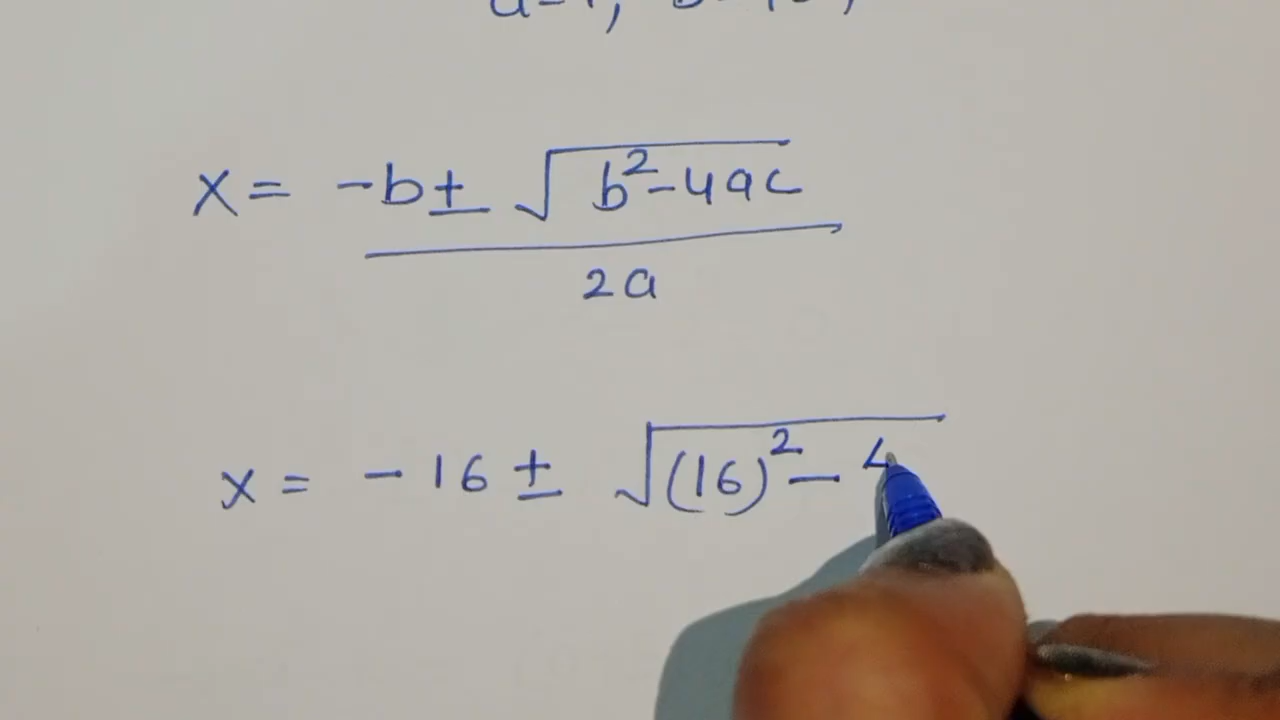 x = -b ± √ b²-4ac
2a
x = -16 ± √(16)² - 4